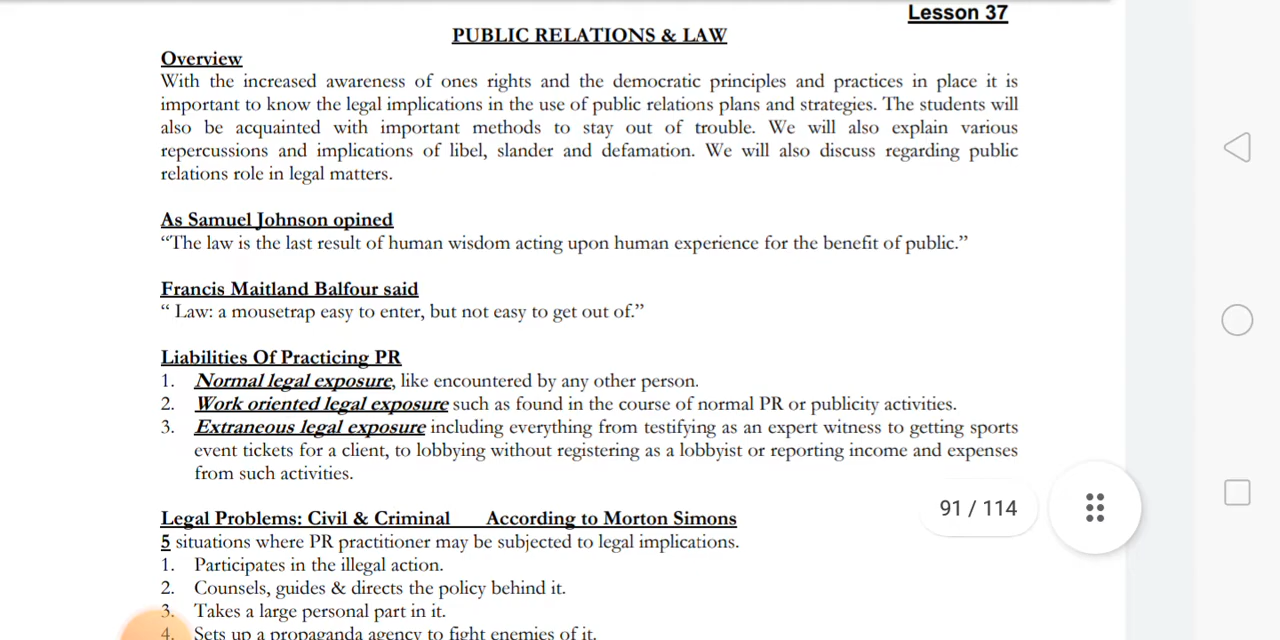 Lesson 37
PUBLIC RELATIONS & LAW
Overview
With the increased awareness of ones rights and the democratic principles and practices in place it is
important to know the legal implications in the use of public relations plans and strategies. The students will
also be acquainted with important methods to stay out of trouble. We will also explain various
repercussions and implications of libel, slander and defamation. We will also discuss regarding public
relations role in legal matters.
As Samuel Johnson opined
“The law is the last result of human wisdom acting upon human experience for the benefit of public.”
Francis Maitland Balfour said
“ Law: a mousetrap easy to enter, but not easy to get out of.”
Liabilities Of Practicing PR
1. Normal legal exposure, like encountered by any other person.
2. Work oriented legal exposure such as found in the course of normal PR or publicity activities.
3. Extraneous legal exposure including everything from testifying as an expert witness to getting sports
event tickets for a client, to lobbying without registering as a lobbyist or reporting income and expenses
from such activities.
91 / 114
Legal Problems: Civil & Criminal According to Morton Simons
5 situations where PR practitioner may be subjected to legal implications.
1. Participates in the illegal action.
2. Counsels, guides & directs the policy behind it.
3. Takes a large personal part in it.
4. Sets up a propaganda agency to fight enemies of it.